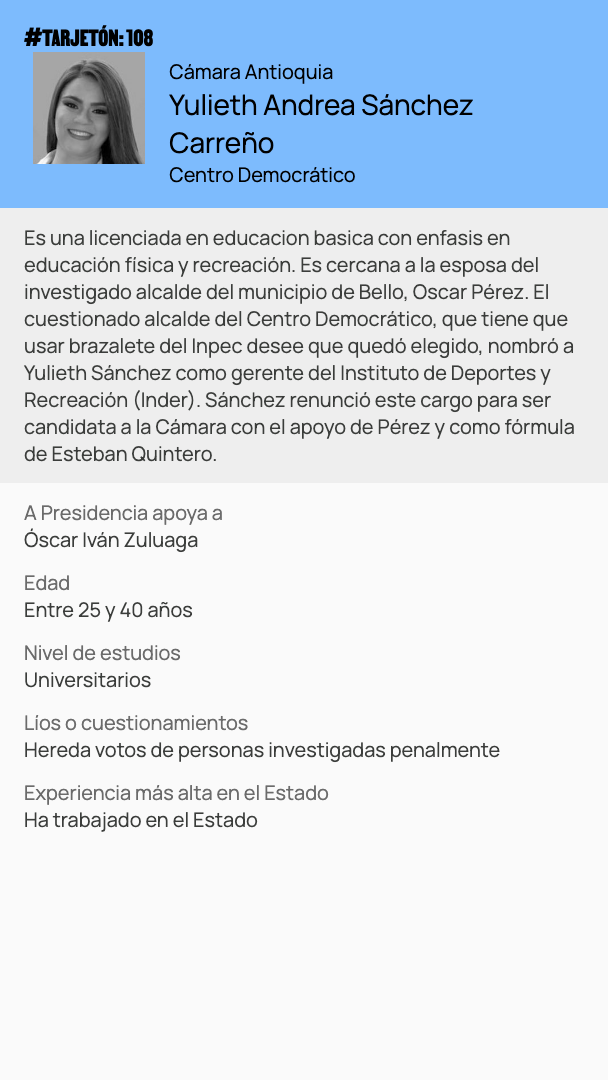 #TARJETÓN: 108
Cámara Antioquia
Yulieth Andrea Sánchez
Carreño
Centro Democrático
Es una licenciada en educacion basica con enfasis en
educación física y recreación. Es cercana a la esposa del
investigado alcalde del municipio de Bello, Oscar Pérez. El
cuestionado alcalde del Centro Democrático, que tiene que
usar brazalete del Inpec desee que quedó elegido, nombró a
Yulieth Sánchez como gerente del Instituto de Deportes y
Recreación (Inder). Sánchez renunció este cargo para ser
candidata a la Cámara con el apoyo de Pérez y como fórmula
de Esteban Quintero.
A Presidencia apoya a
Óscar Iván Zuluaga
Edad
Entre 25 y 40 años
Nivel de estudios
Universitarios
Líos o cuestionamientos
Hereda votos de personas investigadas penalmente
Experiencia más alta en el Estado
Ha trabajado en el Estado